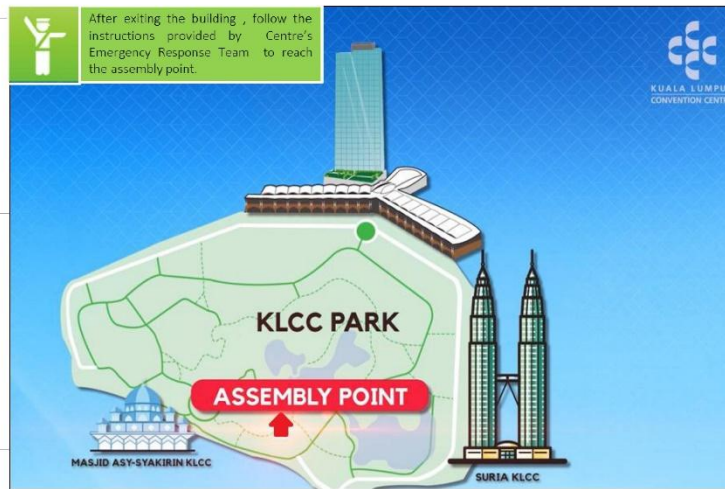 After exiting the building , follow the
instructions provided by Centre's
Emergency Response Team to reach
the assembly point.
KUALA LUMPU
CONVENTION CENTR
KLCC PARK
ASSEMBLY POINT
MASJID ASY-SYAKIRIN KLCC
SURIA KLCC